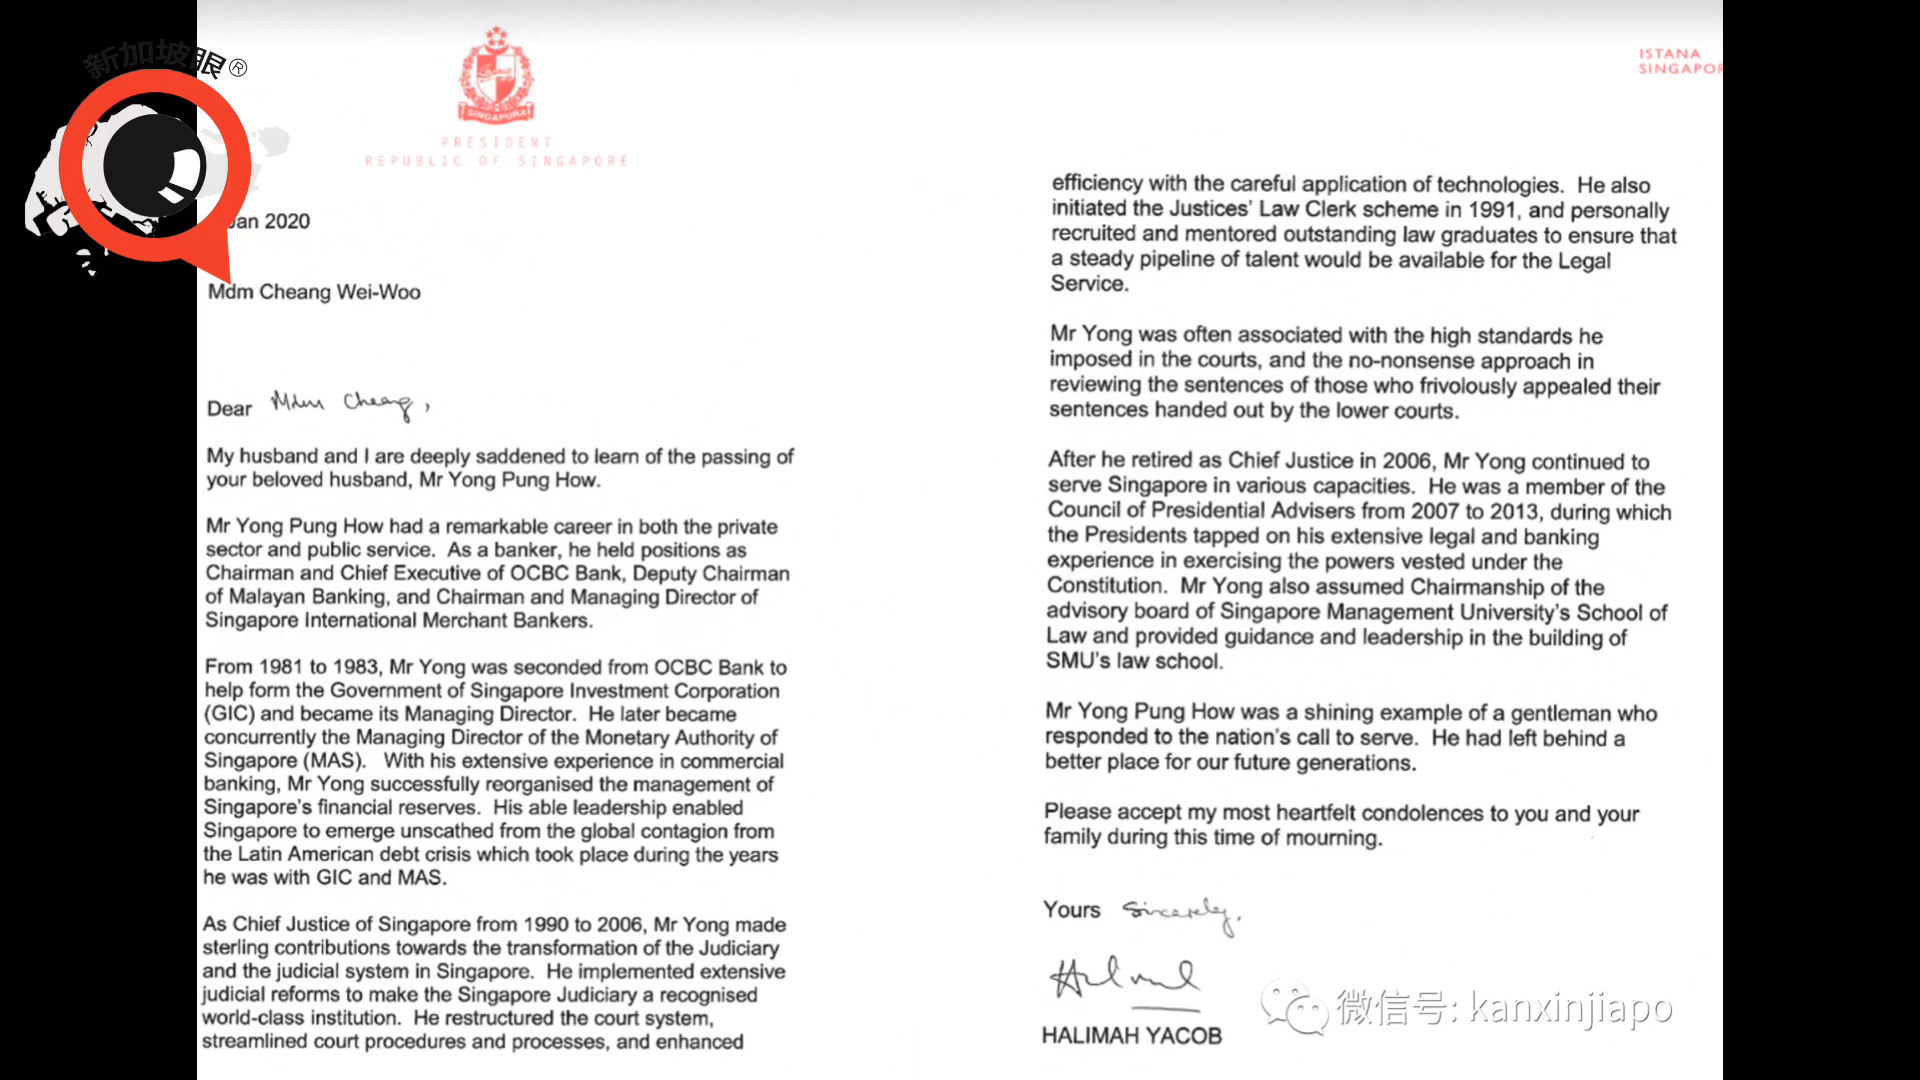 新加坡眼®
SINGAPURA
PRESIDENT
REPUBLIC OF SINGAPORE
Jan 2020
Mdm Cheang Wei-Woo
Dear Mdm Cheang,
My husband and I are deeply saddened to learn of the passing of
your beloved husband, Mr Yong Pung How.
Mr Yong Pung How had a remarkable career in both the private
sector and public service. As a banker, he held positions as
Chairman and Chief Executive of OCBC Bank, Deputy Chairman
of Malayan Banking, and Chairman and Managing Director of
Singapore International Merchant Bankers.
From 1981 to 1983, Mr Yong was seconded from OCBC Bank to
help form the Government of Singapore Investment Corporation
(GIC) and became its Managing Director. He later became
concurrently the Managing Director of the Monetary Authority of
Singapore (MAS). With his extensive experience in commercial
banking, Mr Yong successfully reorganised the management of
Singapore's financial reserves. His able leadership enabled
Singapore to emerge unscathed from the global contagion from
the Latin American debt crisis which took place during the years
he was with GIC and MAS.
As Chief Justice of Singapore from 1990 to 2006, Mr Yong made
sterling contributions towards the transformation of the Judiciary
and the judicial system in Singapore. He implemented extensive
judicial reforms to make the Singapore Judiciary a recognised
world-class institution. He restructured the court system,
streamlined court procedures and processes, and enhanced
ISTANA
SINGAPOR
efficiency with the careful application of technologies. He also
initiated the Justices' Law Clerk scheme in 1991, and personally
recruited and mentored outstanding law graduates to ensure that
a steady pipeline of talent would be available for the Legal
Service.
Mr Yong was often associated with the high standards he
imposed in the courts, and the no-nonsense approach in
reviewing the sentences of those who frivolously appealed their
sentences handed out by the lower courts.
After he retired as Chief Justice in 2006, Mr Yong continued to
serve Singapore in various capacities. He was a member of the
Council of Presidential Advisers from 2007 to 2013, during which
the Presidents tapped on his extensive legal and banking
experience in exercising the powers vested under the
Constitution. Mr Yong also assumed Chairmanship of the
advisory board of Singapore Management University's School of
Law and provided guidance and leadership in the building of
SMU's law school.
Mr Yong Pung How was a shining example of a gentleman who
responded to the nation's call to serve. He had left behind a
better place for our future generations.
Please accept my most heartfelt condolences to you and your
family during this time of mourning.
Yours sincerely,
HALIMAH YACOB
微信号: kanxinjiapo